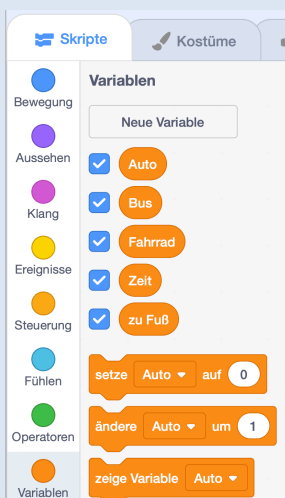 Skripte
Kostüme
Bewegung
Aussehen
Klang
Ereignisse
Steuerung
Fühlen
Operatoren
Variablen
Variablen
Neue Variable
Auto
Bus
Fahrrad
Zeit
zu Fuß
setze Auto auf 0
ändere Auto um 1
zeige Variable Auto